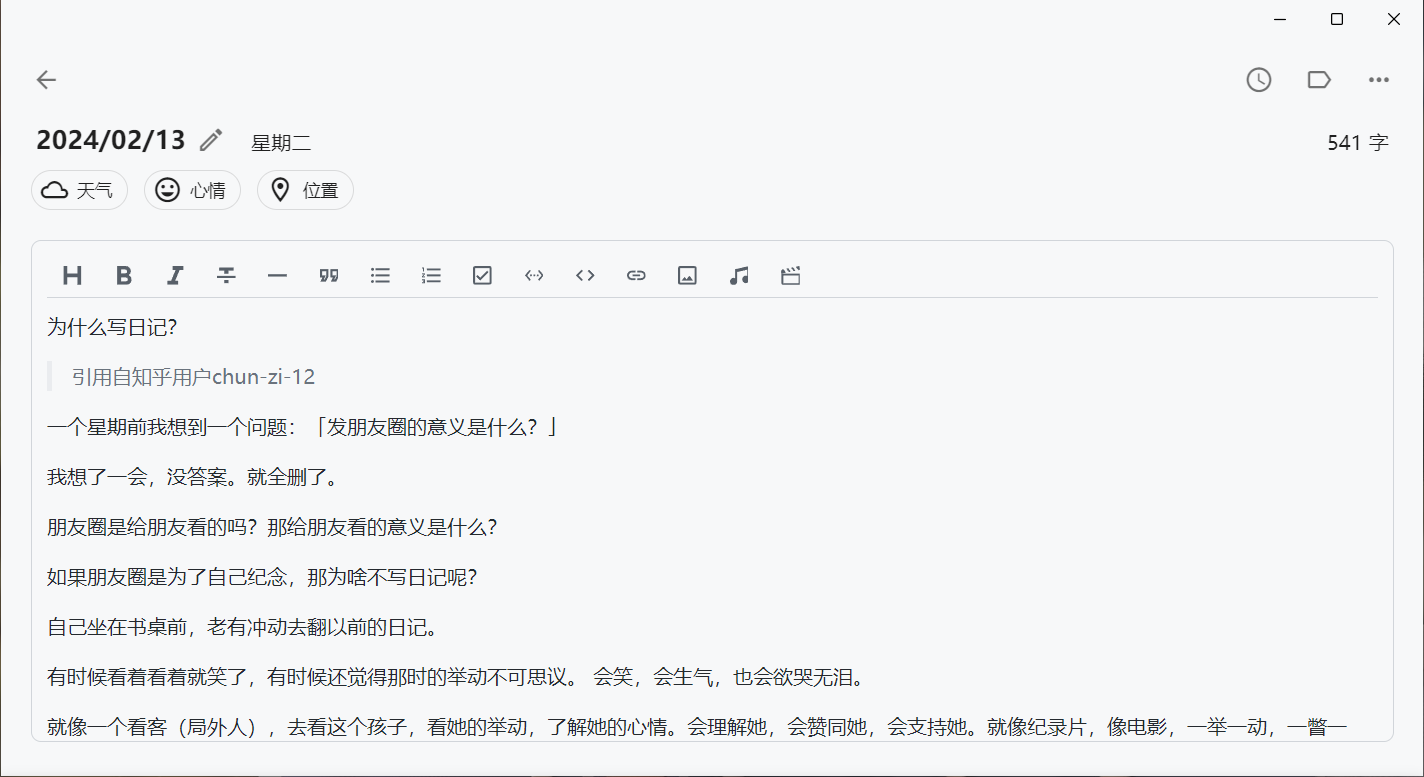 2024/02/13 星期二 541 字
天气 心情 位置
为什么写日记？
引用自知乎用户chun-zi-12
一个星期前我想到一个问题：「发朋友圈的意义是什么？」
我想了一会，没答案。就全删了。
朋友圈是给朋友看的吗？那给朋友看的意义是什么？
如果朋友圈是为了自己纪念，那为啥不写日记呢？
自己坐在书桌前，老有冲动去翻以前的日记。
有时候看着看着就笑了，有时候还觉得那时的举动不可思议。 会笑，会生气，也会欲哭无泪。
就像一个看客（局外人），去看这个孩子，看她的举动，了解她的心情。会理解她，会赞同她，会支持她。就像纪录片，像电影，一举一动，一瞥一